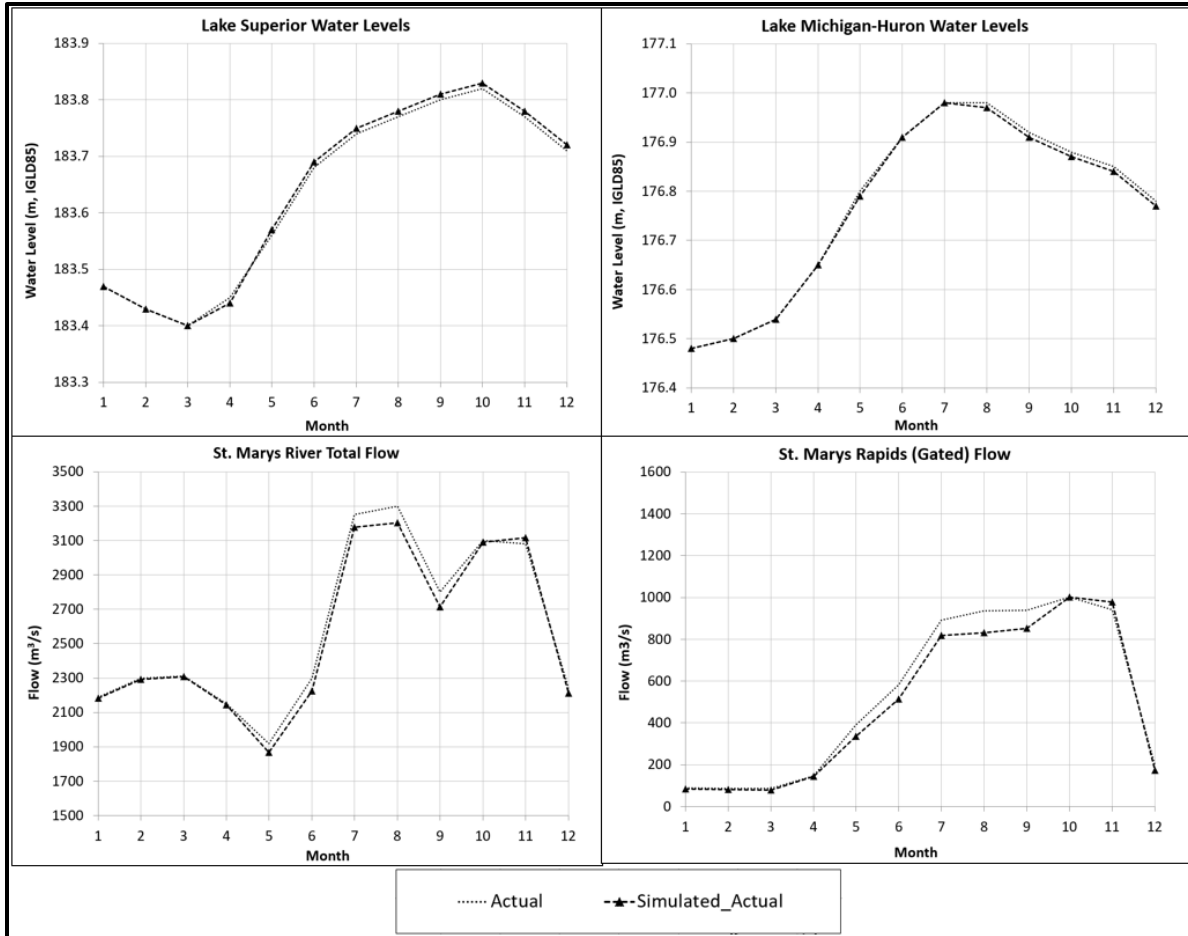 Lake Superior Water Levels
Water Level (m, IGLD85)
183.9
183.8
183.7
183.6
183.5
183.4
183.3
1 2 3 4 5 6 7 8 9 10 11 12
Month
Lake Michigan-Huron Water Levels
Water Level (m, IGLD85)
177.1
177.0
176.9
176.8
176.7
176.6
176.5
176.4
1 2 3 4 5 6 7 8 9 10 11 12
Month
St. Marys River Total Flow
Flow (m³/s)
3500
3300
3100
2900
2700
2500
2300
2100
1900
1700
1500
1 2 3 4 5 6 7 8 9 10 11 12
Month
St. Marys Rapids (Gated) Flow
Flow (m3/s)
1600
1400
1200
1000
800
600
400
200
0
1 2 3 4 5 6 7 8 9 10 11 12
Month
Actual Simulated_Actual